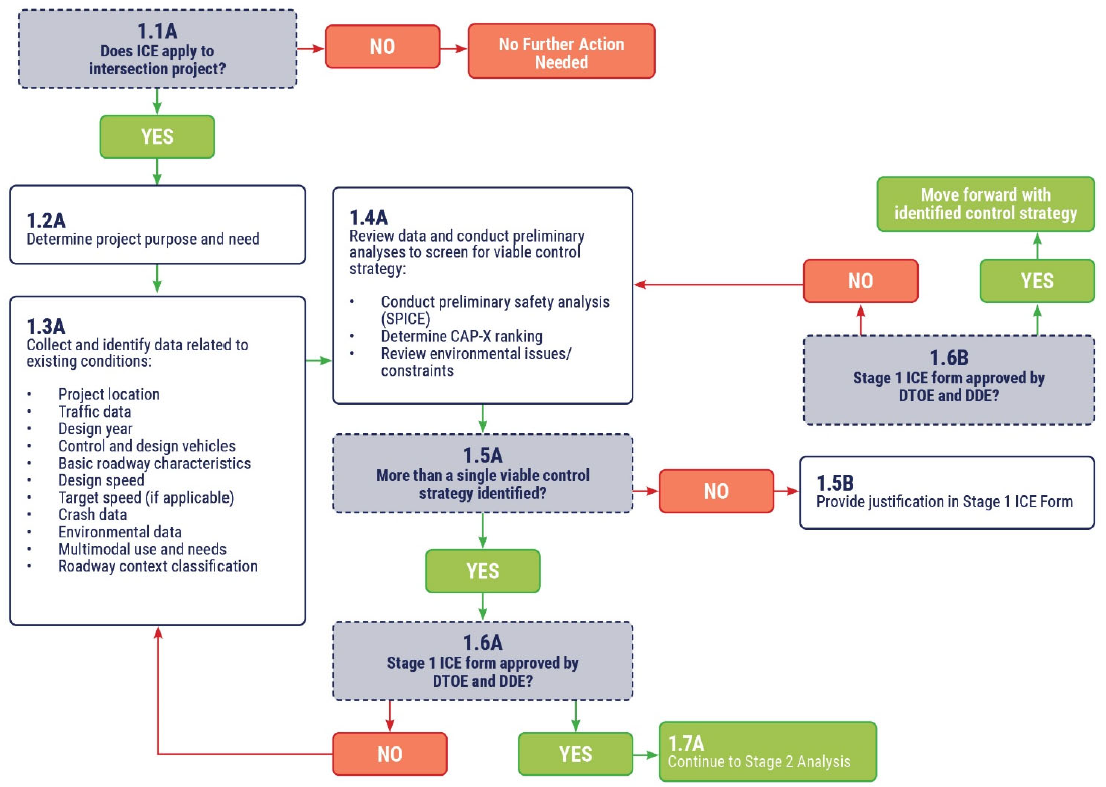 1.1A
Does ICE apply to
intersection project?
NO
No Further Action
Needed
YES
1.2A
Determine project purpose and need
1.3A
Collect and identify data related to
existing conditions:
• Project location
• Traffic data
• Design year
• Control and design vehicles
• Basic roadway characteristics
• Design speed
• Target speed (if applicable)
• Crash data
• Environmental data
• Multimodal use and needs
• Roadway context classification
1.4A
Review data and conduct preliminary
analyses to screen for viable control
strategy:
• Conduct preliminary safety analysis
(SPICE)
• Determine CAP-X ranking
• Review environmental issues/
constraints
1.5A
More than a single viable control
strategy identified?
NO
1.5B
Provide justification in Stage 1 ICE Form
YES
1.6A
Stage 1 ICE form approved by
DTOE and DDE?
NO
YES
1.7A
Continue to Stage 2 Analysis
Move forward with
identified control strategy
NO
YES
1.6B
Stage 1 ICE form approved by
DTOE and DDE?